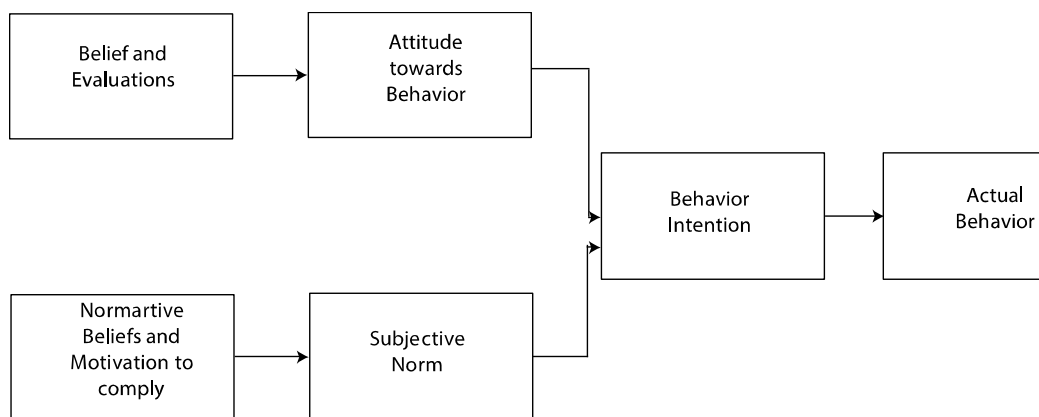 Belief and
Evaluations
Attitude
towards
Behavior
Behavior
Intention
Actual
Behavior
Normartive
Beliefs and
Motivation to
comply
Subjective
Norm